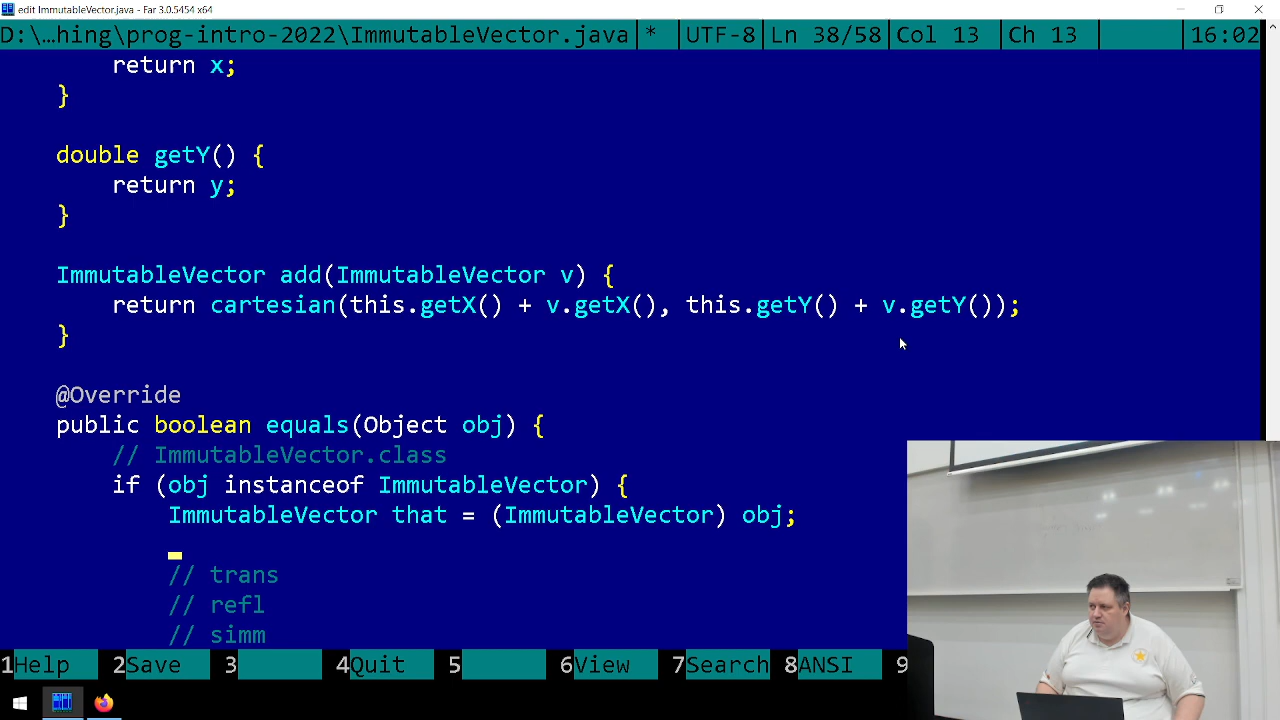 edit ImmutableVector.java - Far 3.0.5454 x64
D:\…hing\prog-intro-2022\ImmutableVector.java * UTF-8 Ln 38/58 Col 13 Ch 13 16:02
return x;
}
double getY() {
return y;
}
ImmutableVector add(ImmutableVector v) {
return cartesian(this.getX() + v.getX(), this.getY() + v.getY());
}
@Override
public boolean equals(Object obj) {
// ImmutableVector.class
if (obj instanceof ImmutableVector) {
ImmutableVector that = (ImmutableVector) obj;
// trans
// refl
// simm
1Help 2Save 3 4Quit 5 6View 7Search 8ANSI 9